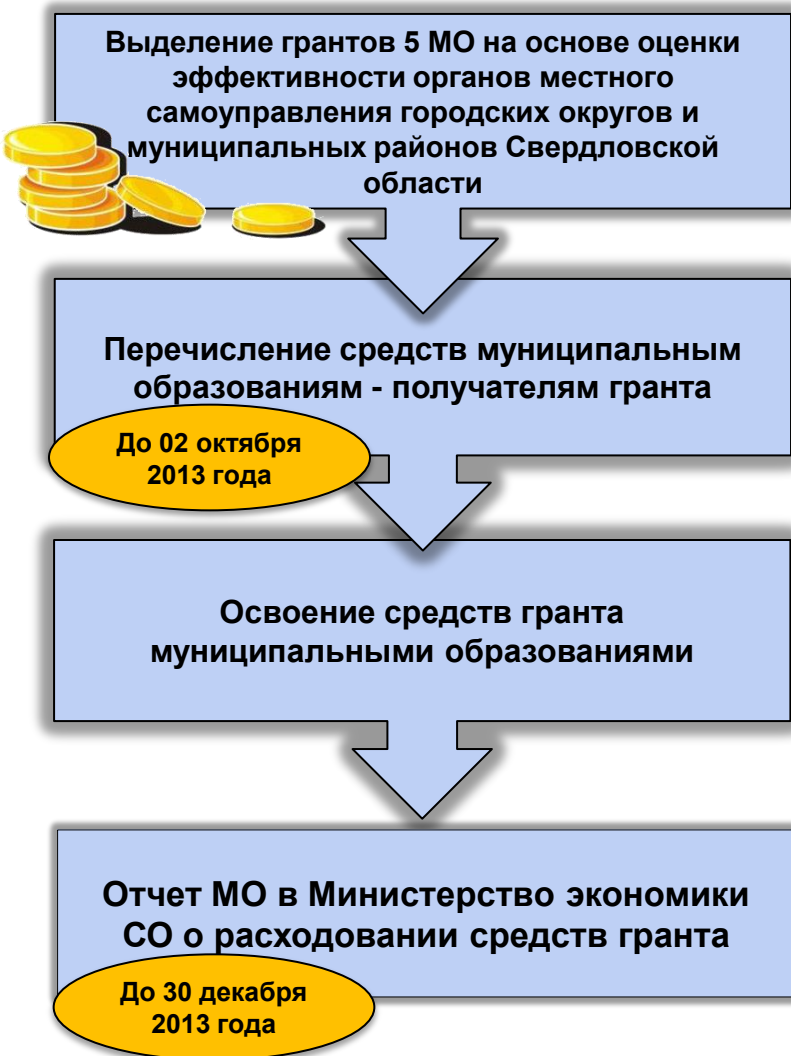 Выделение грантов 5 МО на основе оценки
эффективности органов местного
самоуправления городских округов и
муниципальных районов Свердловской
области
Перечисление средств муниципальным
образованиям - получателям гранта
До 02 октября
2013 года
Освоение средств гранта
муниципальными образованиями
Отчет МО в Министерство экономики
СО о расходовании средств гранта
До 30 декабря
2013 года